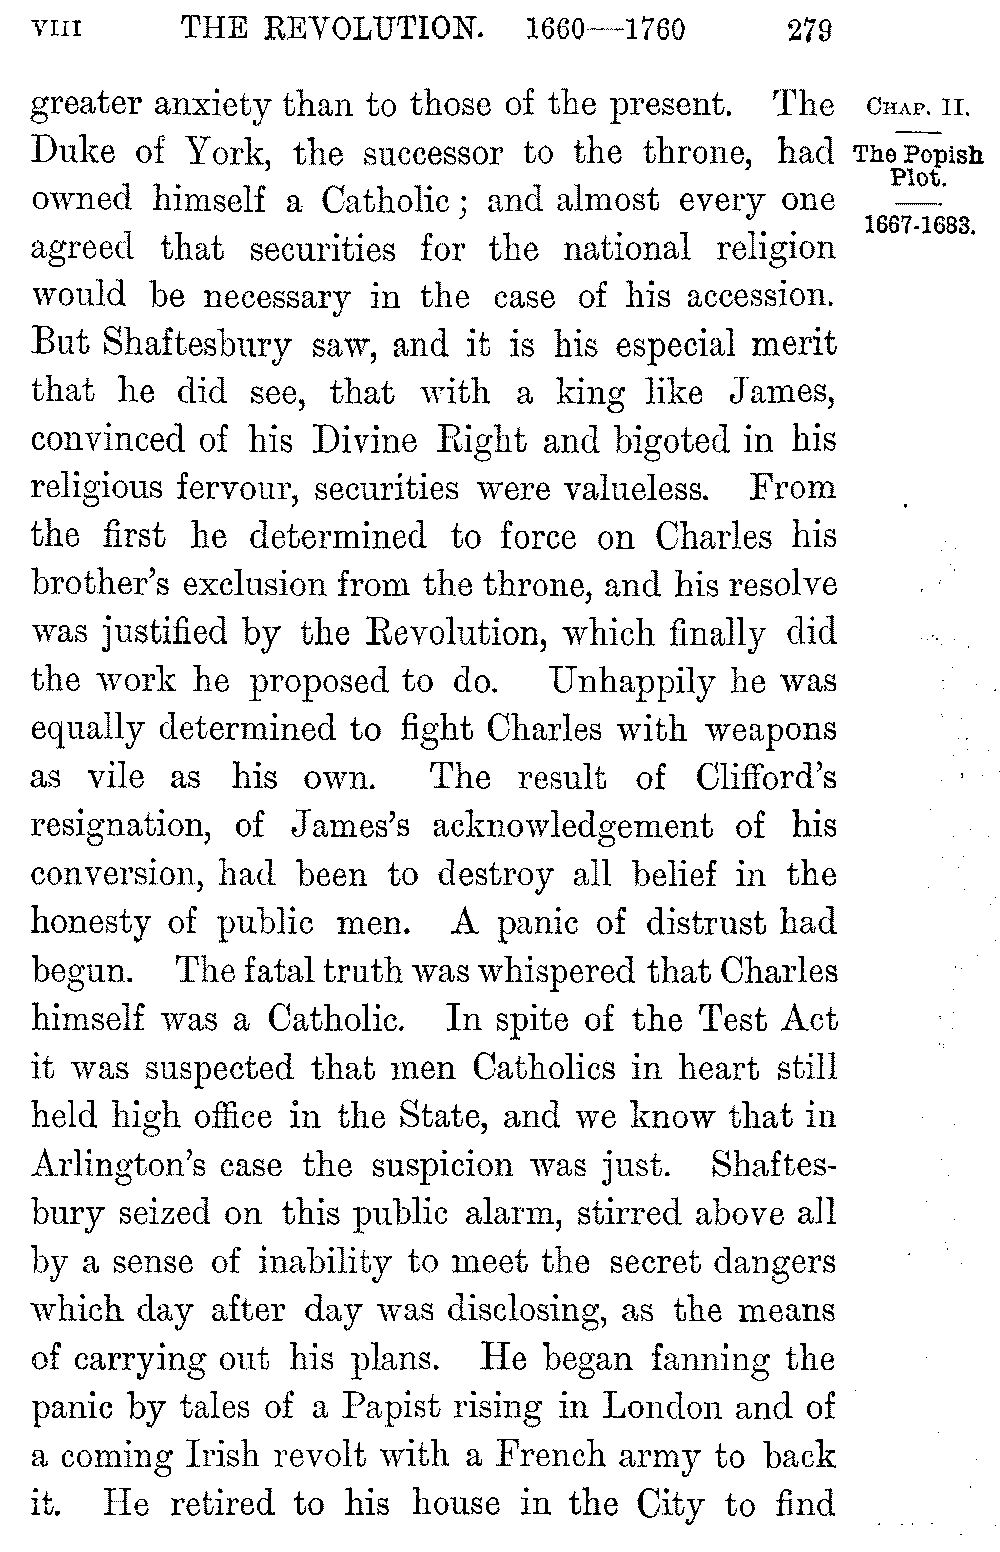 VIII THE REVOLUTION. 1660—1760 279
greater anxiety than to those of the present. The
Duke of York, the successor to the throne, had
owned himself a Catholic; and almost every one
agreed that securities for the national religion
would be necessary in the case of his accession.
But Shaftesbury saw, and it is his especial merit
that he did see, that with a king like James,
convinced of his Divine Right and bigoted in his
religious fervour, securities were valueless. From
the first he determined to force on Charles his
brother's exclusion from the throne, and his resolve
was justified by the Revolution, which finally did
the work he proposed to do. Unhappily he was
equally determined to fight Charles with weapons
as vile as his own. The result of Clifford's
resignation, of James's acknowledgement of his
conversion, had been to destroy all belief in the
honesty of public men. A panic of distrust had
begun. The fatal truth was whispered that Charles
himself was a Catholic. In spite of the Test Act
it was suspected that men Catholics in heart still
held high office in the State, and we know that in
Arlington's case the suspicion was just. Shaftes-
bury seized on this public alarm, stirred above all
by a sense of inability to meet the secret dangers
which day after day was disclosing, as the means
of carrying out his plans. He began fanning the
panic by tales of a Papist rising in London and of
a coming Irish revolt with a French army to back
it. He retired to his house in the City to find
CHAP. II.
The Popish
Plot.
1667-1683.